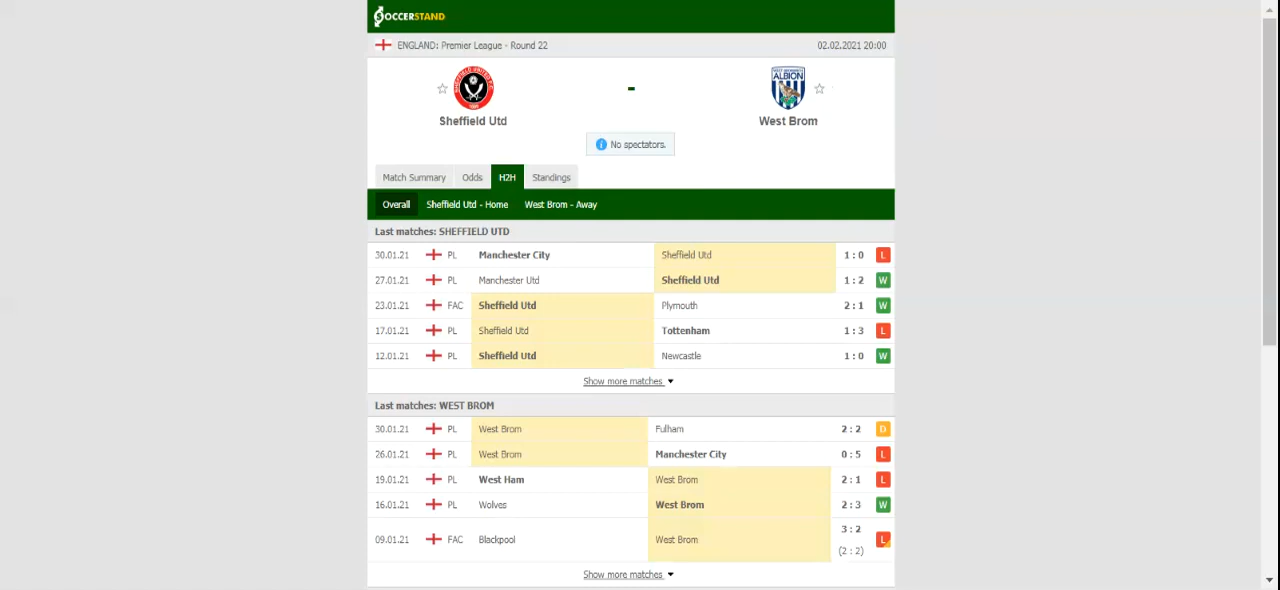 SOCCERSTAND
ENGLAND: Premier League - Round 22 02.02.2021 20:00
ALBION
-
Sheffield Utd West Brom
No spectators.
Match Summary Odds H2H Standings
Overall Sheffield Utd - Home West Brom - Away
Last matches: SHEFFIELD UTD
30.01.21 PL Manchester City Sheffield Utd 1 : 0 L
27.01.21 PL Manchester Utd Sheffield Utd 1 : 2 W
23.01.21 FAC Sheffield Utd Plymouth 2 : 1 W
17.01.21 PL Sheffield Utd Tottenham 1 : 3 L
12.01.21 PL Sheffield Utd Newcastle 1 : 0 W
Show more matches
Last matches: WEST BROM
30.01.21 PL West Brom Fulham 2 : 2 D
26.01.21 PL West Brom Manchester City 0 : 5 L
19.01.21 PL West Ham West Brom 2 : 1 L
16.01.21 PL Wolves West Brom 2 : 3 W
09.01.21 FAC Blackpool West Brom 3 : 2 L
(2 : 2)
Show more matches